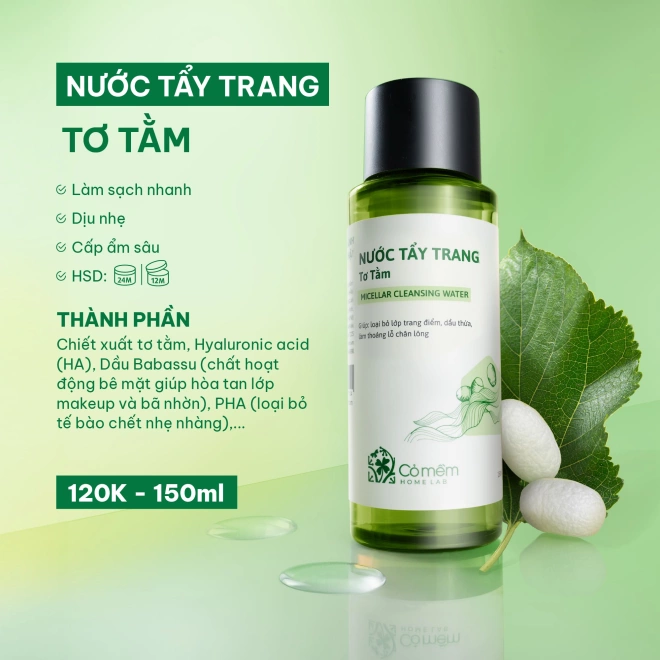 NƯỚC TẨY TRANG
TƠ TẰM
Làm sạch nhanh
Dịu nhẹ
Cấp ẩm sâu
HSD: 24M 12M
THÀNH PHẦN
Chiết xuất tơ tằm, Hyaluronic acid
(HA), Dầu Babassu (chất hoạt
động bê mặt giúp hòa tan lớp
makeup và bã nhờn), PHA (loại bỏ
tế bào chết nhẹ nhàng),...
120K - 150ml
NƯỚC TẨY TRANG
Tơ Tằm
MICELLAR CLEANSING WATER
Giúp: loại bỏ lớp trang điểm, dầu thừa,
làm thoáng lỗ chân lông
Cỏ mềm
HOME LAB